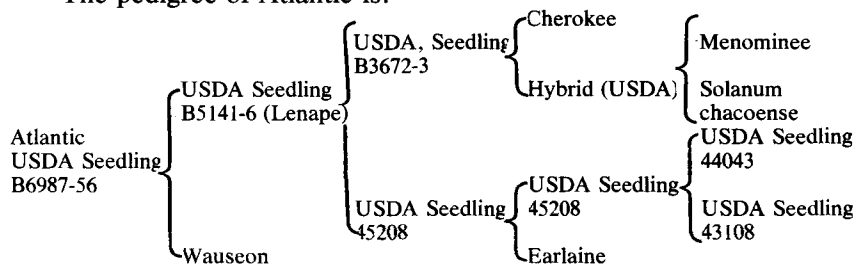 The pedigree of Atlantic is:
Cherokee
USDA, Seedling
B3672-3
Menominee
USDA Seedling
B5141-6 (Lenape)
Hybrid (USDA)
Solanum
chacoense
Atlantic
USDA Seedling
B6987-56
USDA Seedling
44043
USDA Seedling
45208
USDA Seedling
45208
USDA Seedling
43108
Wauseon
Earlaine